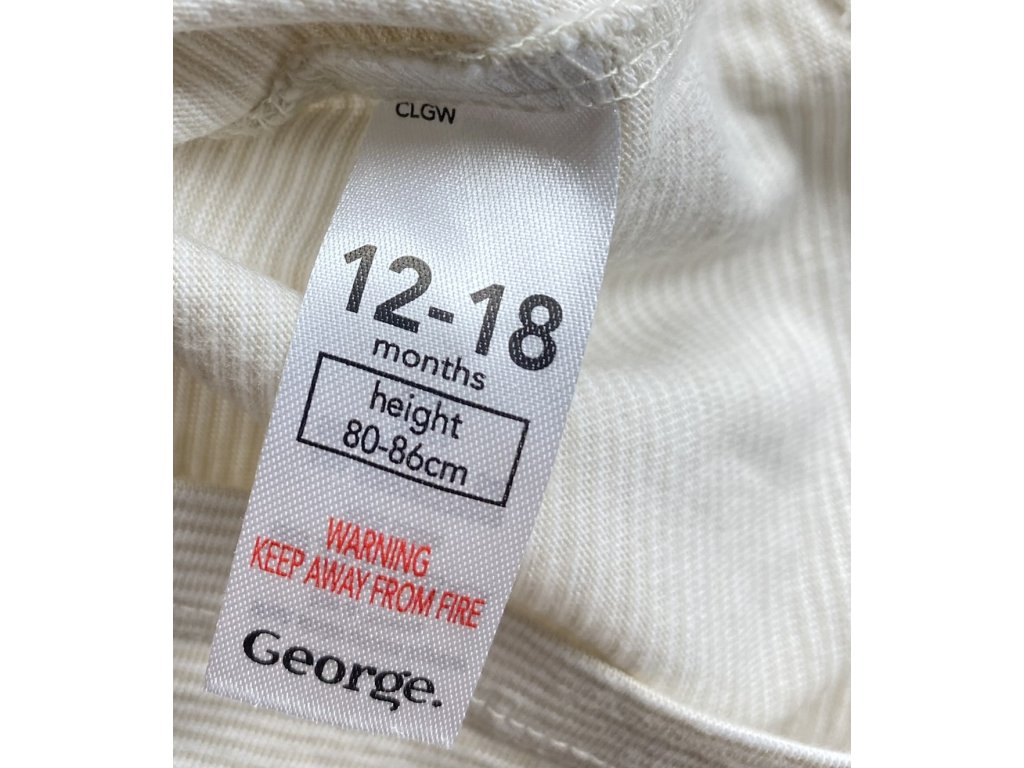 CLGW
12-18
months
height
80-86cm
WARNING
KEEP AWAY FROM FIRE
George.